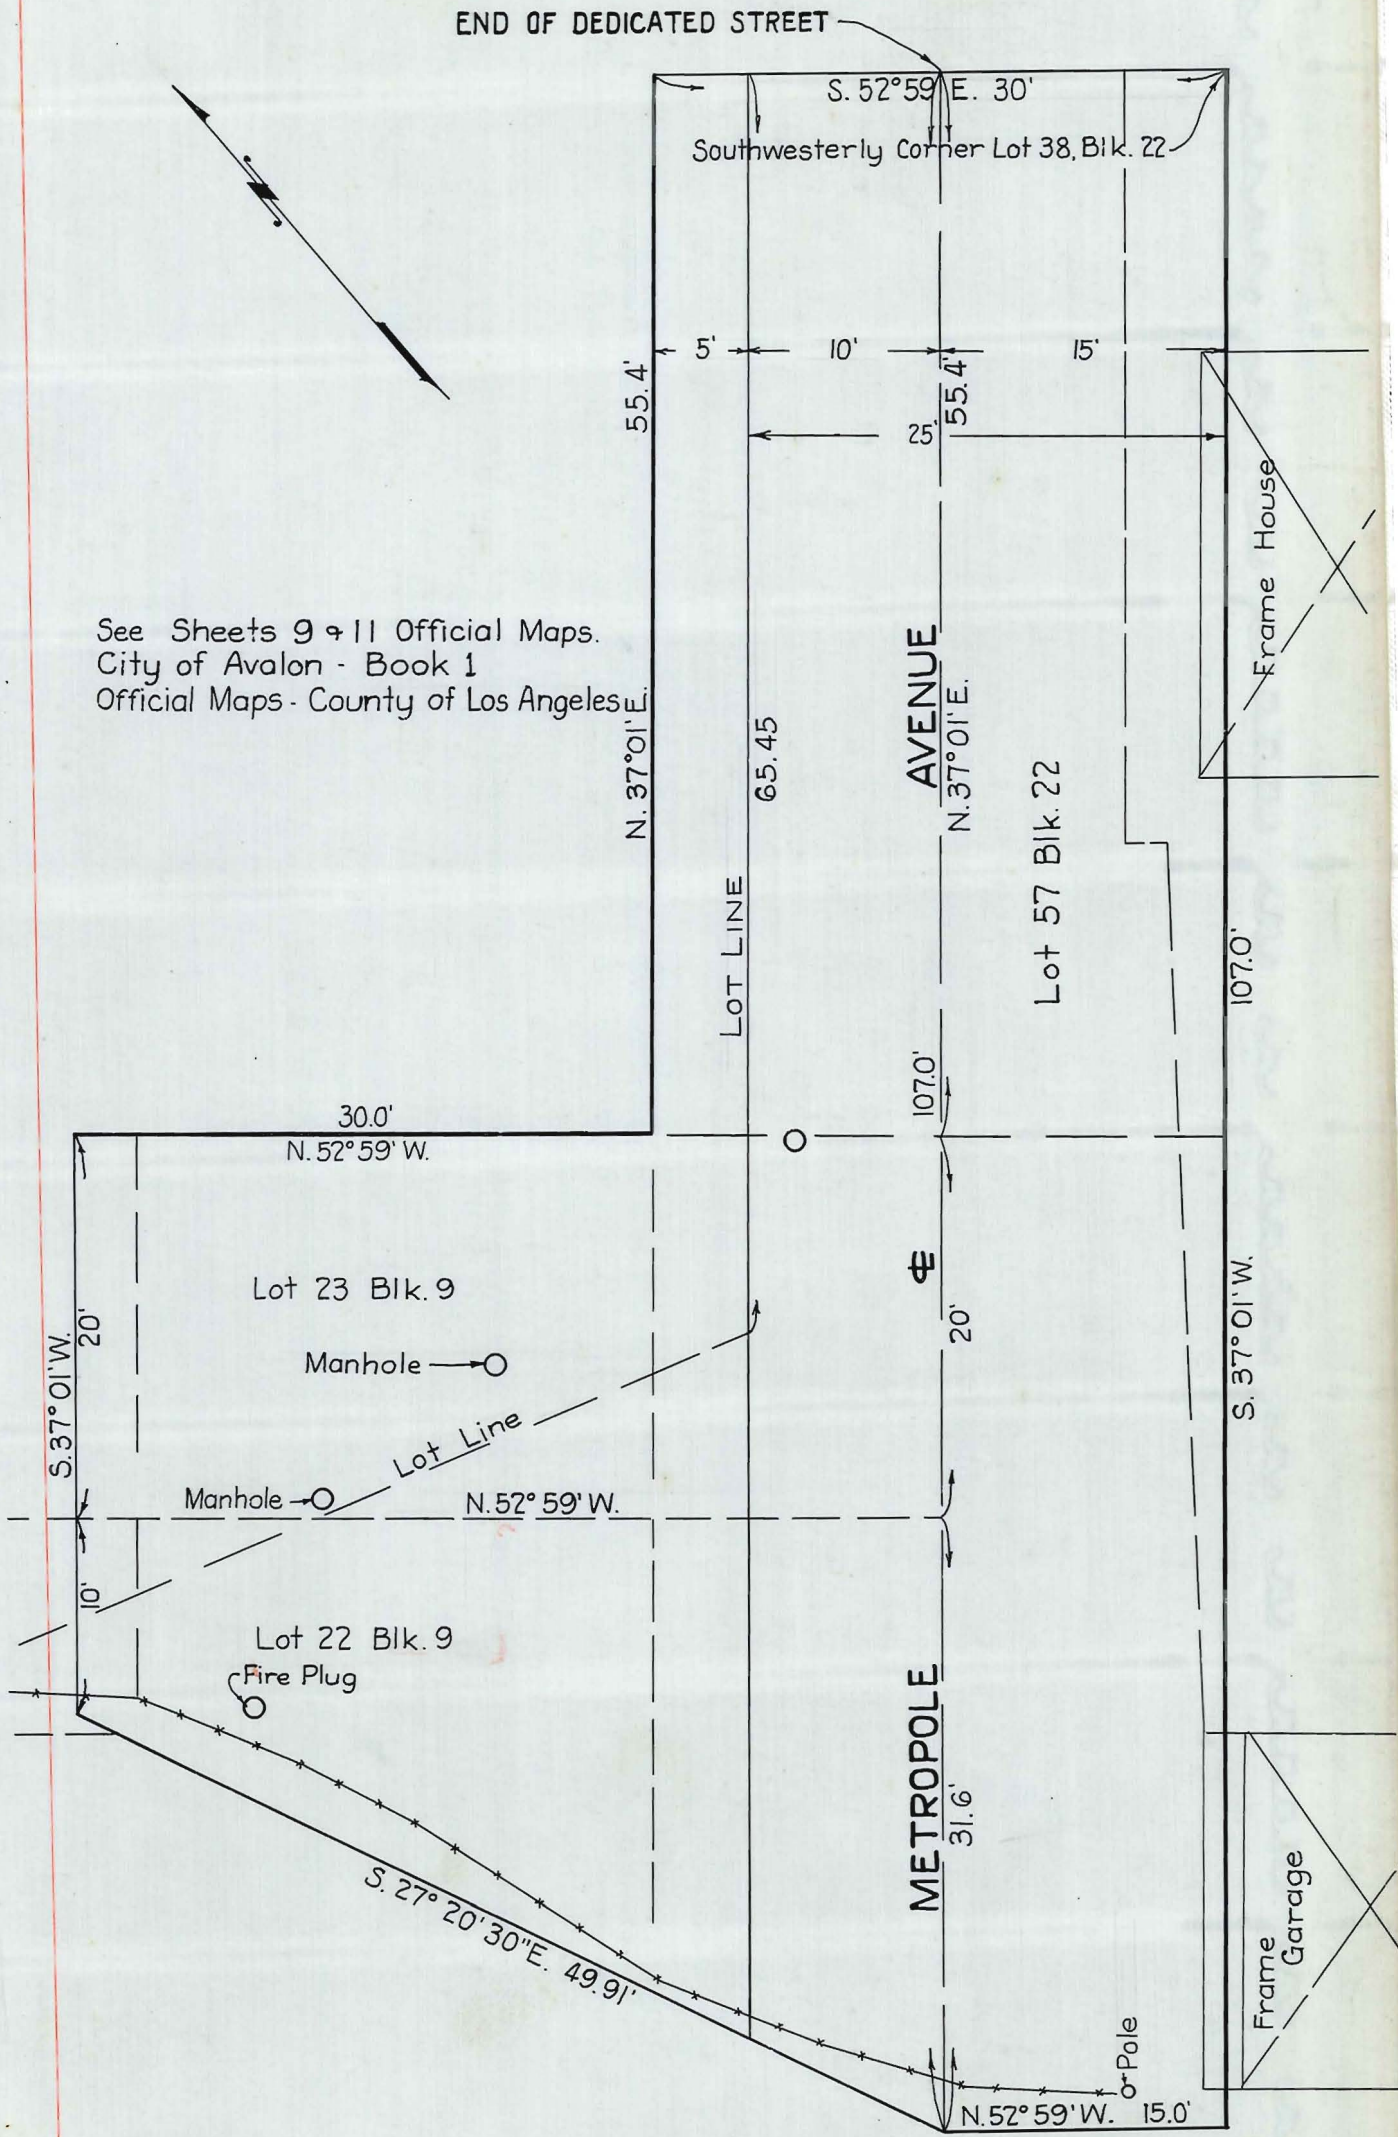 END OF DEDICATED STREET
S. 52°59' E. 30'
Southwesterly Corner Lot 38, Blk. 22
5'
10'
15'
55.4'
55.4'
25'
Frame House
See Sheets 9 & 11 Official Maps.
City of Avalon - Book 1
Official Maps - County of Los Angeles
N. 37°01' E.
65.45
AVENUE
N. 37°01' E.
Lot 57 Blk. 22
LOT LINE
107.0'
107.0'
30.0'
N. 52°59' W.
Lot 23 Blk. 9
20'
S. 37°01' W.
Manhole
20'
S. 37° 01' W.
Lot Line
Manhole
N. 52° 59' W.
10'
Lot 22 Blk. 9
Fire Plug
METROPOLE
31.6'
S. 27° 20' 30" E. 49.91'
Frame
Garage
Pole
N. 52° 59' W. 15.0'